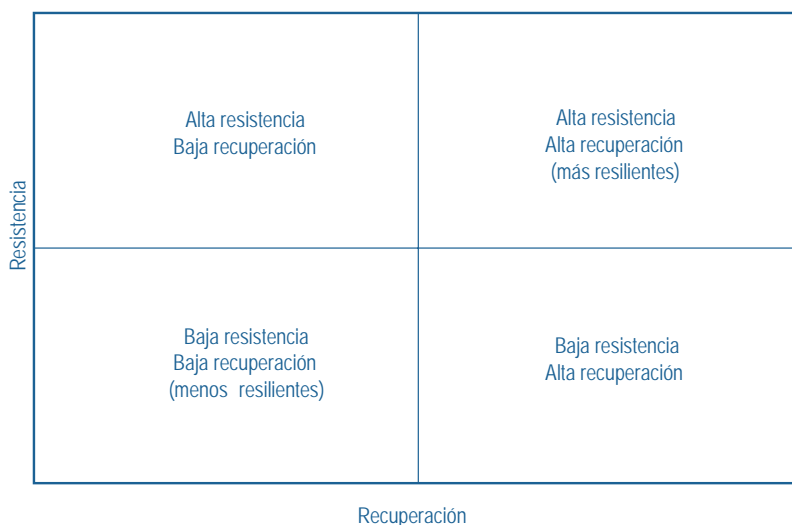 Alta resistencia
Baja recuperación
Alta resistencia
Alta recuperación
(más resilientes)
Resistencia
Baja resistencia
Baja recuperación
(menos resilientes)
Baja resistencia
Alta recuperación
Recuperación